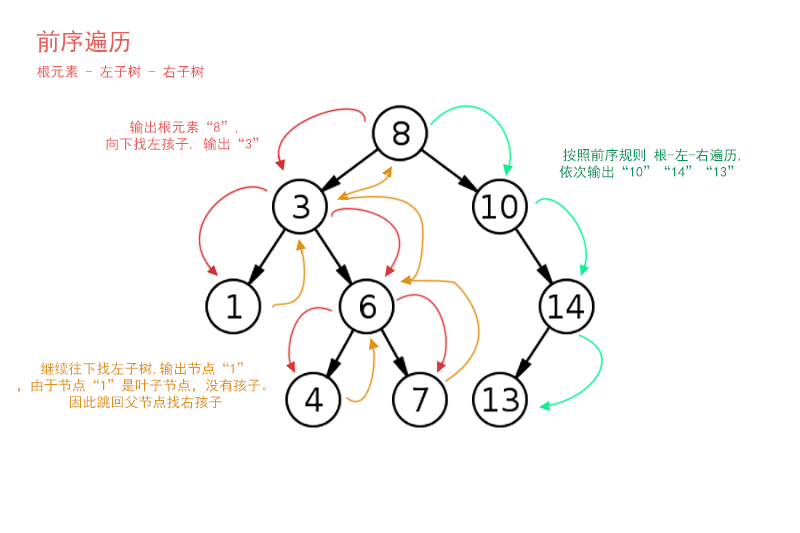 前序遍历
根元素 - 左子树 - 右子树
输出根元素“8”,
向下找左孩子, 输出“3”
按照前序规则 根-左-右遍历,
依次输出“10” “14” “13”
8
3
10
1
6
14
4
7
13
继续往下找左子树,输出节点“1”
，由于节点“1”是叶子节点，没有孩子。
因此跳回父节点找右孩子